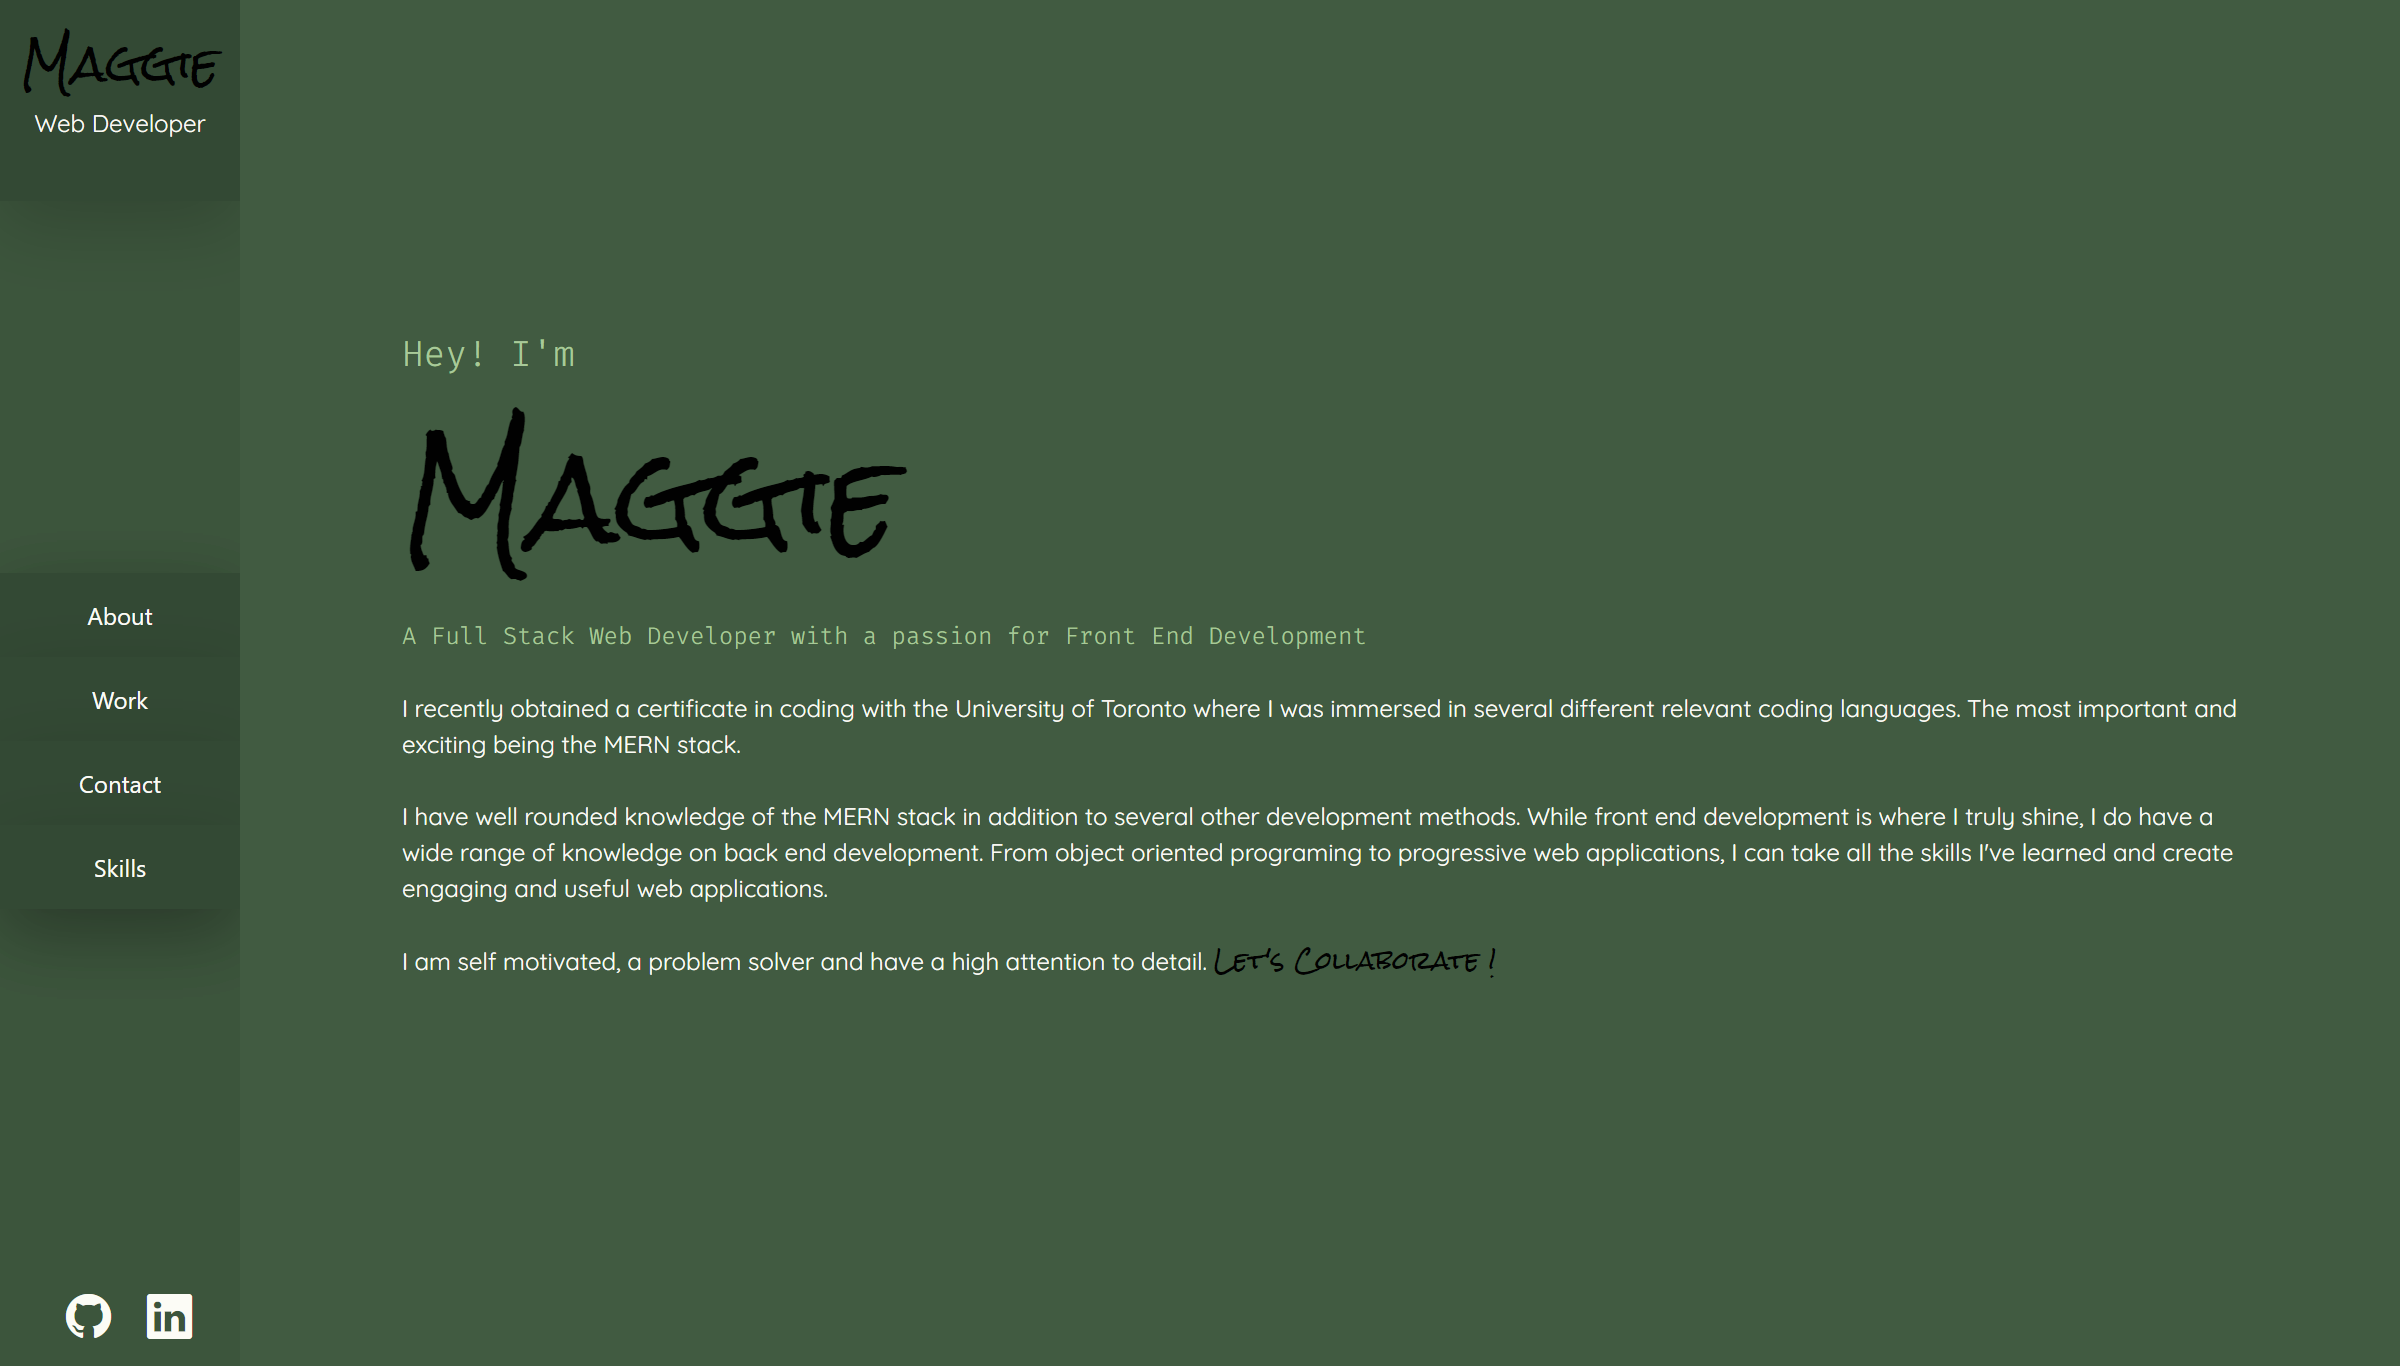 Maggie
Web Developer
About
Work
Contact
Skills
Hey! I'm
Maggie
A Full Stack Web Developer with a passion for Front End Development
I recently obtained a certificate in coding with the University of Toronto where I was immersed in several different relevant coding languages. The most important and
exciting being the MERN stack.
I have well rounded knowledge of the MERN stack in addition to several other development methods. While front end development is where I truly shine, I do have a
wide range of knowledge on back end development. From object oriented programing to progressive web applications, I can take all the skills I've learned and create
engaging and useful web applications.
I am self motivated, a problem solver and have a high attention to detail. Let's Collaborate !
in